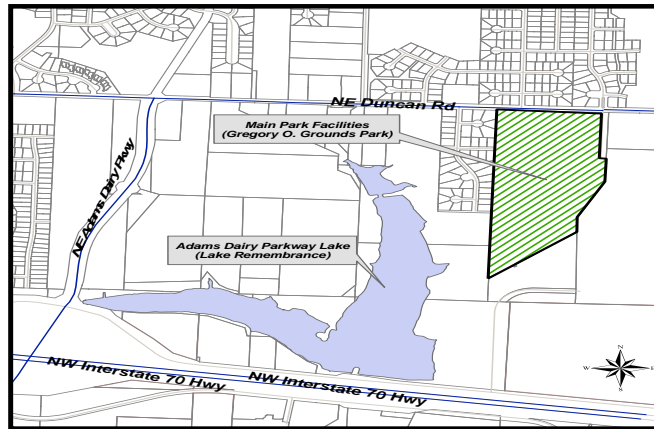 NE Duncan Rd
Main Park Facilities
(Gregory O. Grounds Park)
NE Adams Dairy Pkwy
Adams Dairy Parkway Lake
(Lake Remembrance)
NW Interstate 70 Hwy
NW Interstate 70 Hwy
N
W
E
S